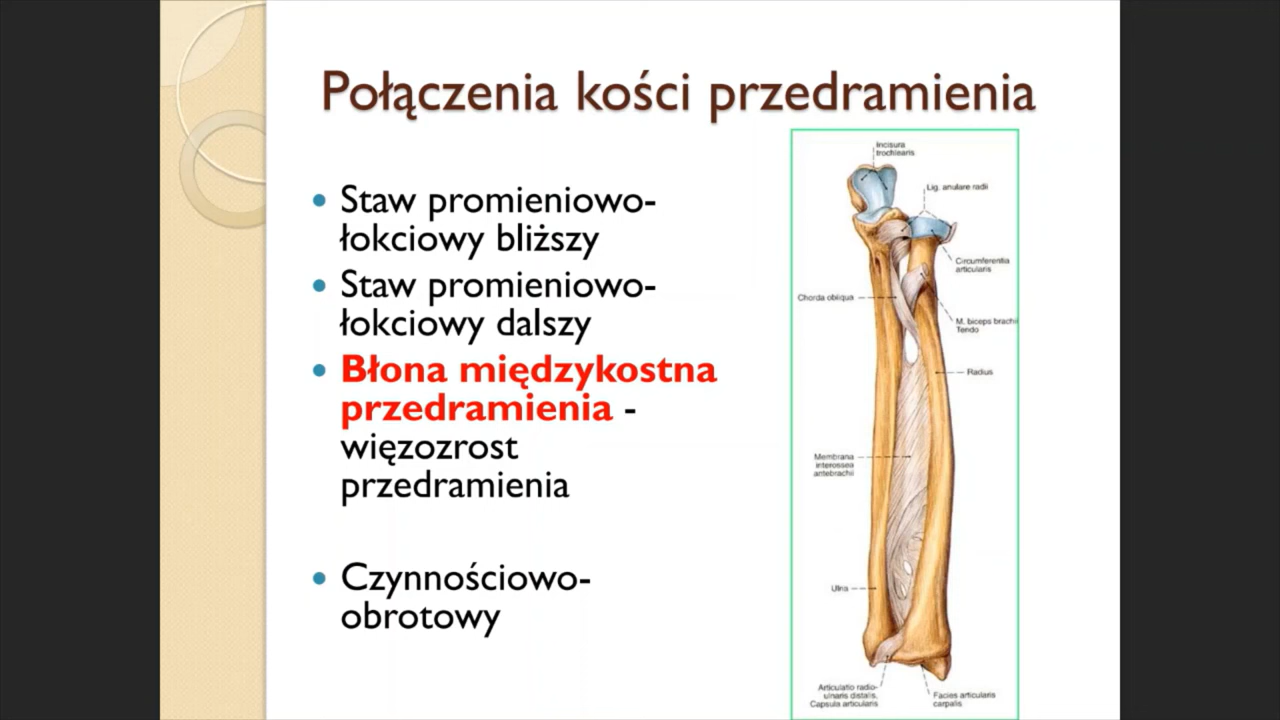 Połączenia kości przedramienia
Staw promieniowo-
łokciowy bliższy
Staw promieniowo-
łokciowy dalszy
Błona międzykostna
przedramienia -
więzozrost
przedramienia
Czynnościowo-
obrotowy
Incisura
trochlearis
Lig. anulare radii
Circumferentia
articularis
Chorda obliqua
M. biceps brachii
Tendo
Radius
Membrana
interossea
antebrachii
Ulna
Articulatio radio-
ulnaris distalis,
Capsula articularis
Facies articularis
carpalis